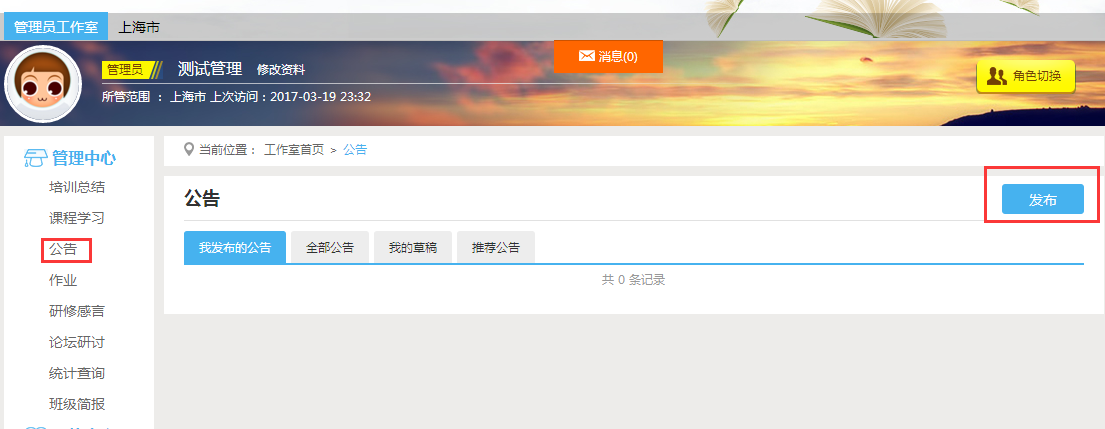 管理员工作室 上海市
消息(0)
管理员 测试管理 修改资料
角色切换
所管范围 ： 上海市 上次访问：2017-03-19 23:32
管理中心
培训总结
课程学习
公告
作业
研修感言
论坛研讨
统计查询
班级简报
当前位置： 工作室首页 > 公告
公告
发布
我发布的公告 全部公告 我的草稿 推荐公告
共 0 条记录